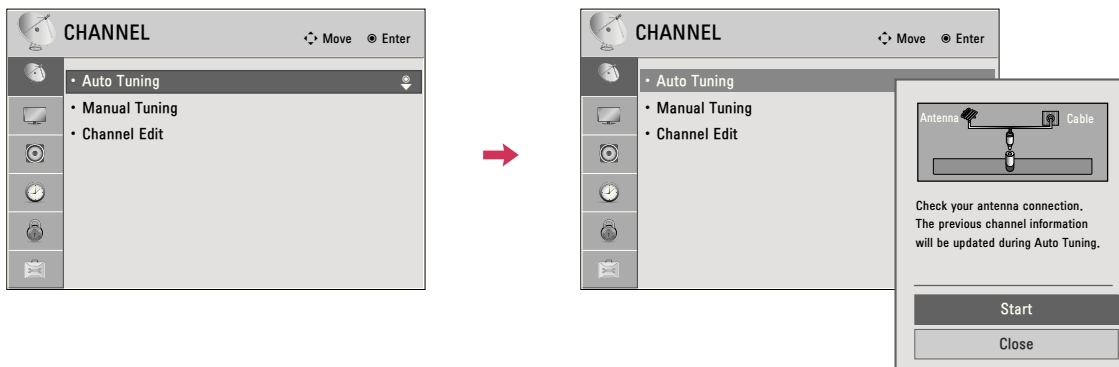 CHANNEL
Move
Enter
• Auto Tuning
• Manual Tuning
• Channel Edit
CHANNEL
Move
Enter
• Auto Tuning
• Manual Tuning
• Channel Edit
Antenna
Cable
Check your antenna connection.
The previous channel information
will be updated during Auto Tuning.
Start
Close